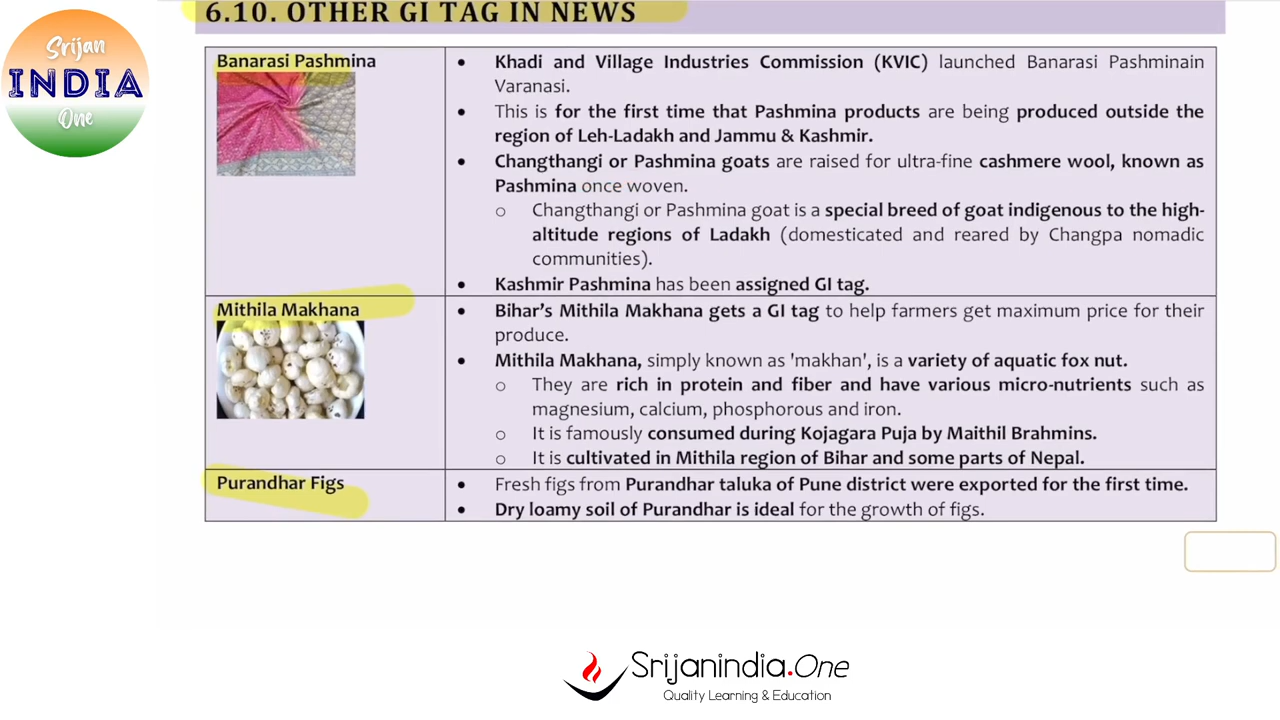 Srijan
INDIA
One
6.10. OTHER GI TAG IN NEWS
Banarasi Pashmina
• Khadi and Village Industries Commission (KVIC) launched Banarasi Pashminain
Varanasi.
• This is for the first time that Pashmina products are being produced outside the
region of Leh-Ladakh and Jammu & Kashmir.
• Changthangi or Pashmina goats are raised for ultra-fine cashmere wool, known as
Pashmina once woven.
o Changthangi or Pashmina goat is a special breed of goat indigenous to the high-
altitude regions of Ladakh (domesticated and reared by Changpa nomadic
communities).
• Kashmir Pashmina has been assigned GI tag.
Mithila Makhana
• Bihar’s Mithila Makhana gets a GI tag to help farmers get maximum price for their
produce.
• Mithila Makhana, simply known as 'makhan', is a variety of aquatic fox nut.
o They are rich in protein and fiber and have various micro-nutrients such as
magnesium, calcium, phosphorous and iron.
o It is famously consumed during Kojagara Puja by Maithil Brahmins.
o It is cultivated in Mithila region of Bihar and some parts of Nepal.
Purandhar Figs
• Fresh figs from Purandhar taluka of Pune district were exported for the first time.
• Dry loamy soil of Purandhar is ideal for the growth of figs.
Srijanindia.One
Quality Learning & Education